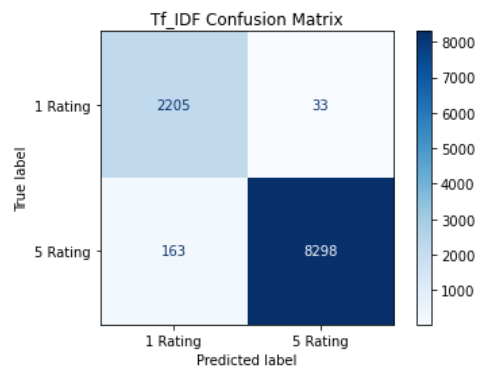 Tf_IDF Confusion Matrix
8000
7000
6000
5000
4000
3000
2000
1000
1 Rating
2205
33
True label
5 Rating
163
8298
1 Rating
5 Rating
Predicted label